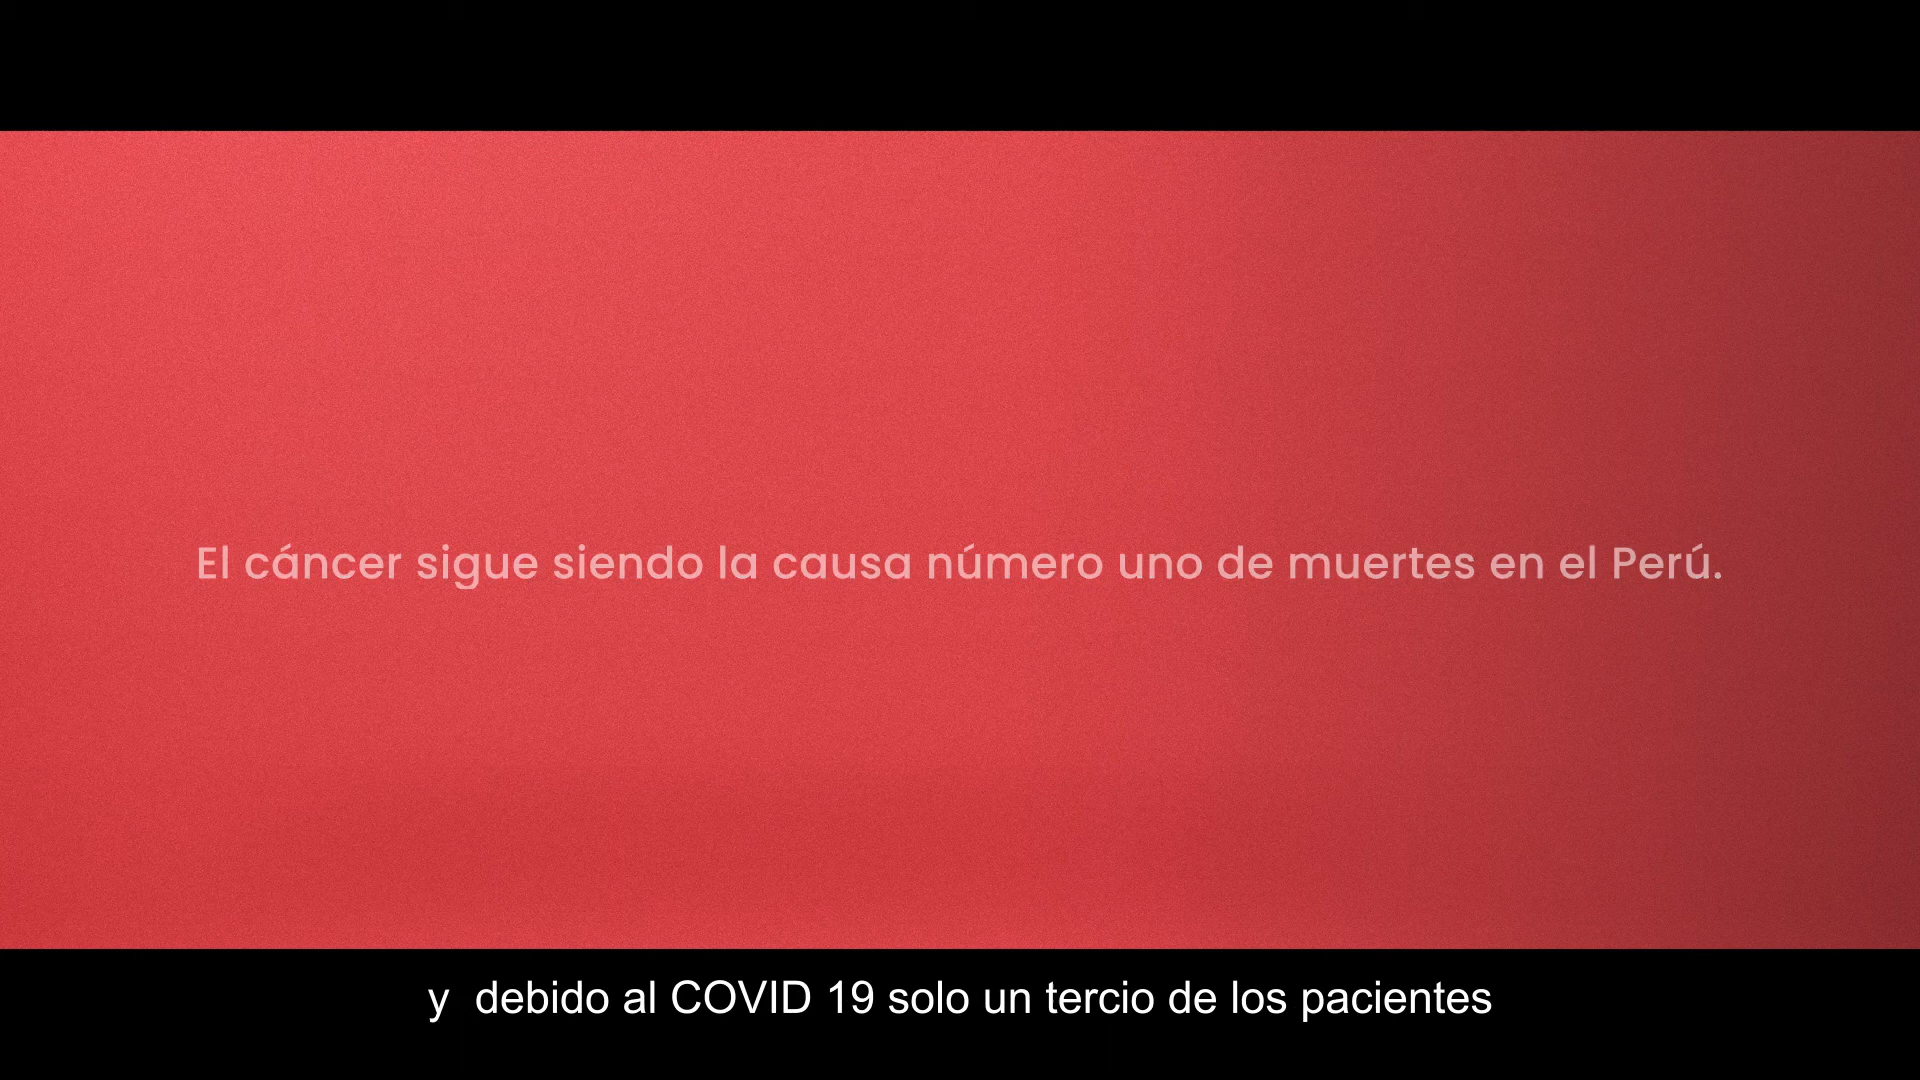 El cáncer sigue siendo la causa número uno de muertes en el Perú.
y  debido al COVID 19 solo un tercio de los pacientes